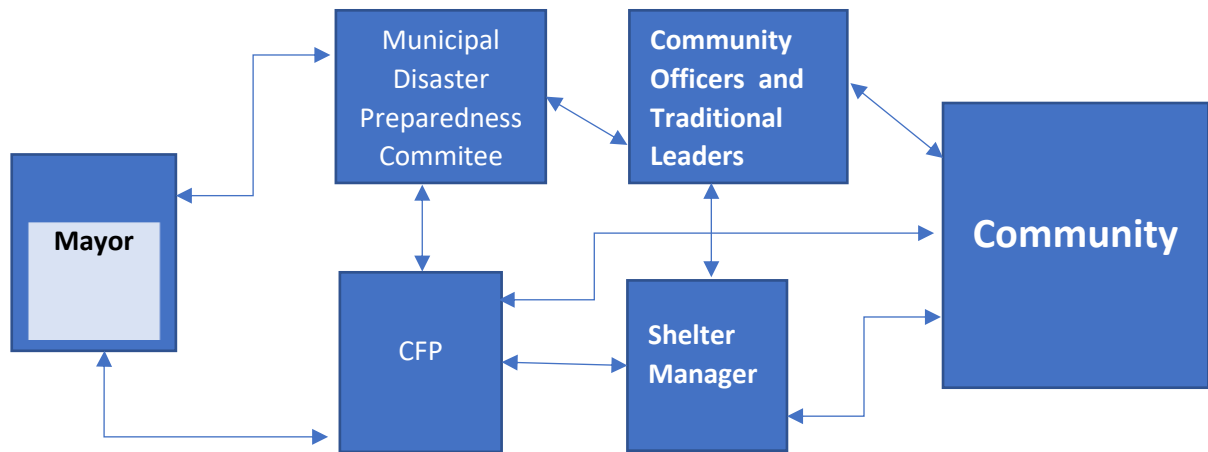 Municipal
Disaster
Preparedness
Commitee
Community
Officers and
Traditional
Leaders
Mayor
Community
CFP
Shelter
Manager